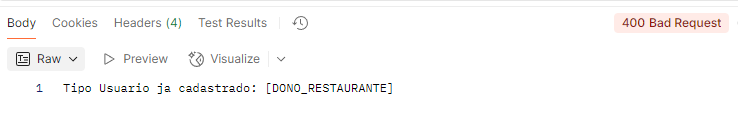 Body Cookies Headers (4) Test Results 400 Bad Request
Raw Preview Visualize
1 Tipo Usuario ja cadastrado: [DONO_RESTAURANTE]